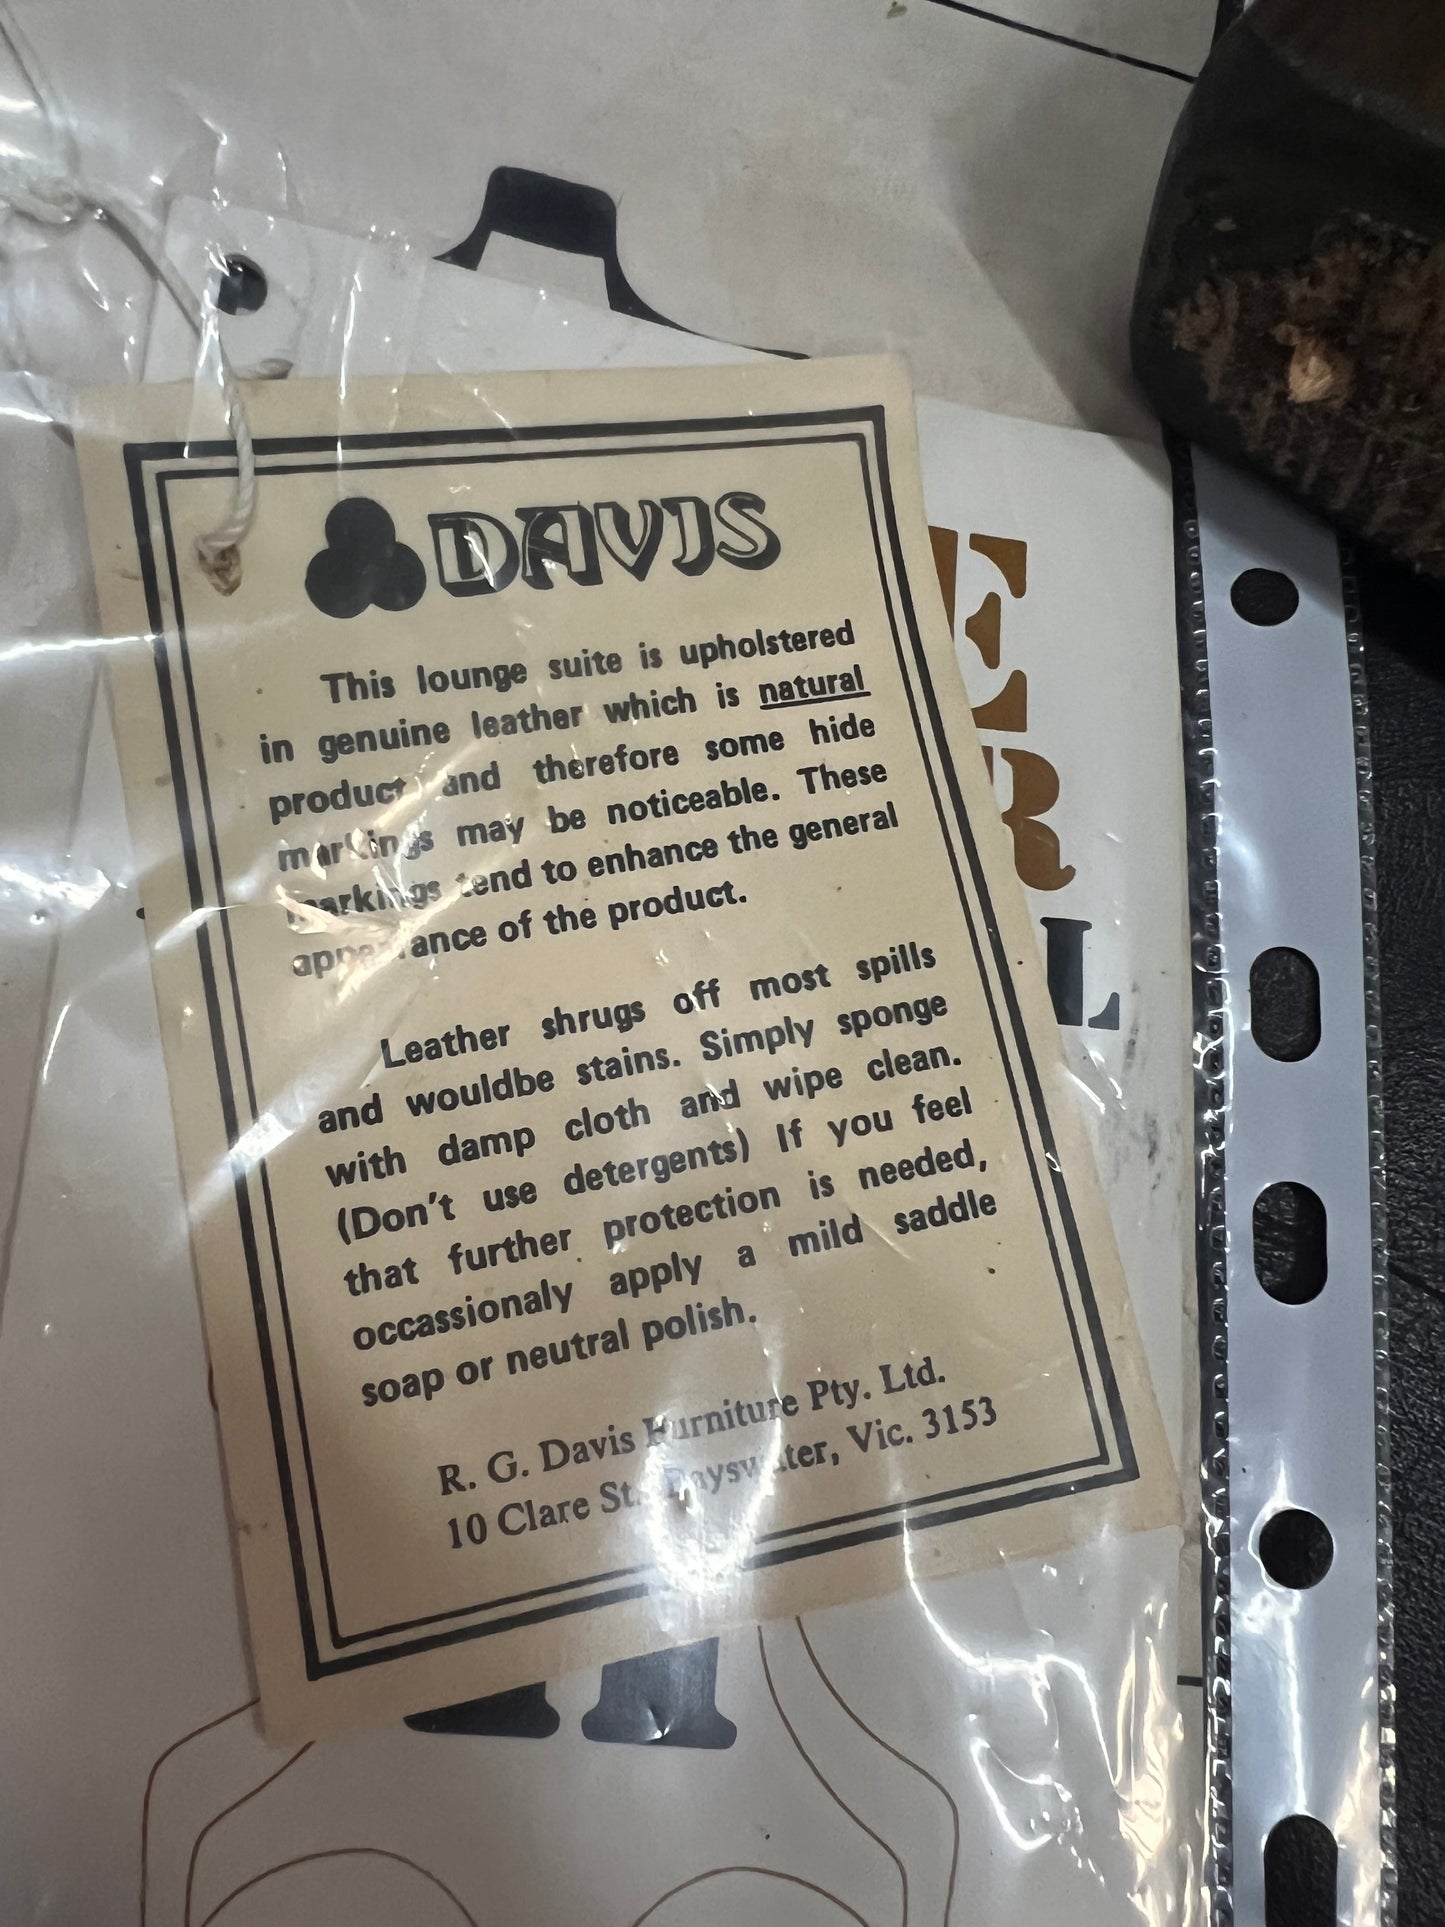 DAVIS
This lounge suite is upholstered
in genuine leather which is natural
product and therefore some hide
markings may be noticeable. These
markings tend to enhance the general
appearance of the product.
Leather shrugs off most spills
and wouldbe stains. Simply sponge
with damp cloth and wipe clean.
(Don't use detergents) If you feel
that further protection is needed,
occassionaly apply a mild saddle
soap or neutral polish.
R. G. Davis Furniture Pty. Ltd.
10 Clare St., Bayswater, Vic. 3153
E
R
L